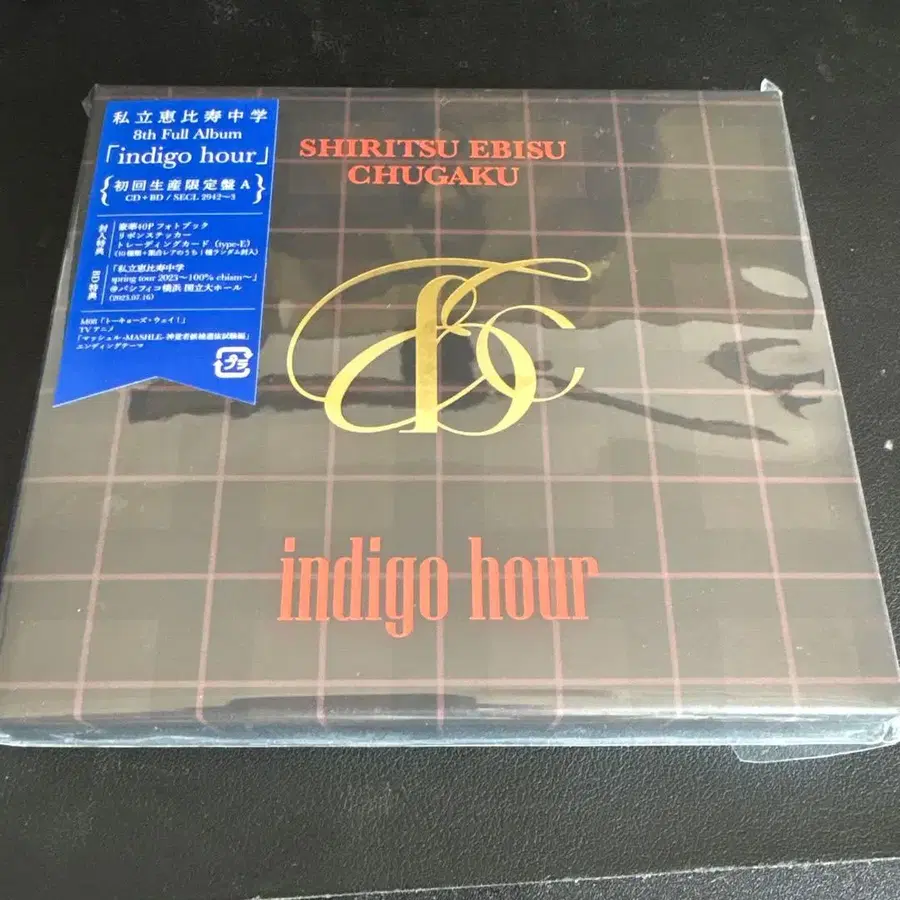 私立恵比寿中学
8th Full Album
「indigo hour」
初回生産限定盤 A
CD+BD / SECL 2942~3
封入特典
豪華40P フォトブック
リボンステッカー
トレーディングカード (type-E)
BD特典
「私立恵比寿中学
spring tour 2023~100% ebism~」
@パシフィコ横浜 国立大ホール
(2023.07.16)
M08「トーキョーズ・ウェイ!」
TVアニメ
「マッシュル-MASHLE- 神覚者候補選抜試験編」
エンディングテーマ
プラ
SHIRITSU EBISU
CHUGAKU
indigo hour